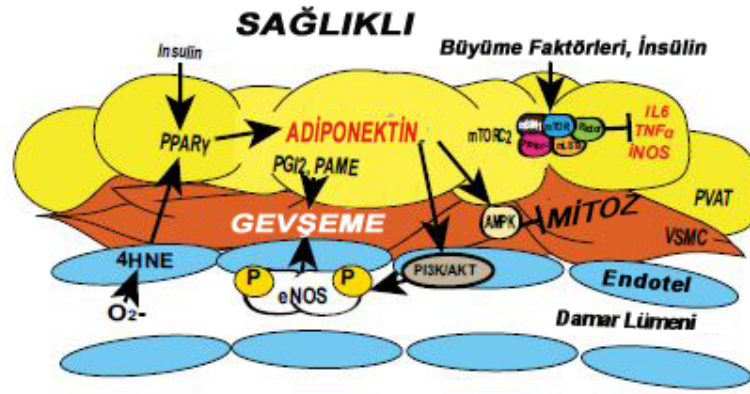 SAĞLIKLI
Insulin
Büyüme Faktörleri, İnsülin
PPARγ
ADİPONEKTİN
mTORC2
mTOR
IL6
TNFα
iNOS
PGI2, PAME
GEVŞEME
AMPK
MİTOZ
PVAT
VSMC
4HNE
P
eNOS
P
PI3K/AKT
Endotel
O2-
Damar Lümeni